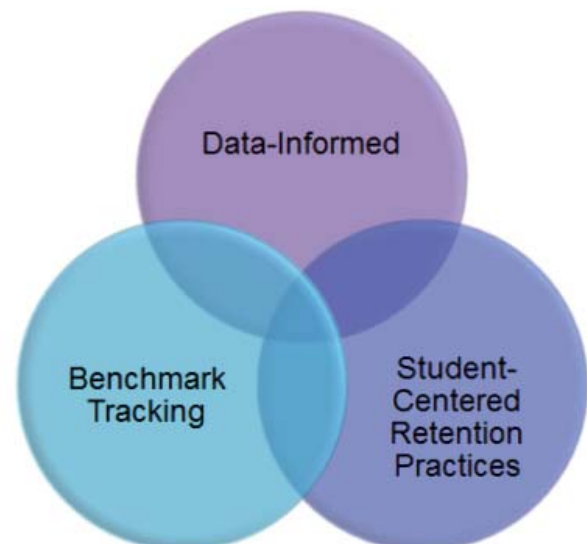 Data-Informed
Benchmark
Tracking
Student-
Centered
Retention
Practices